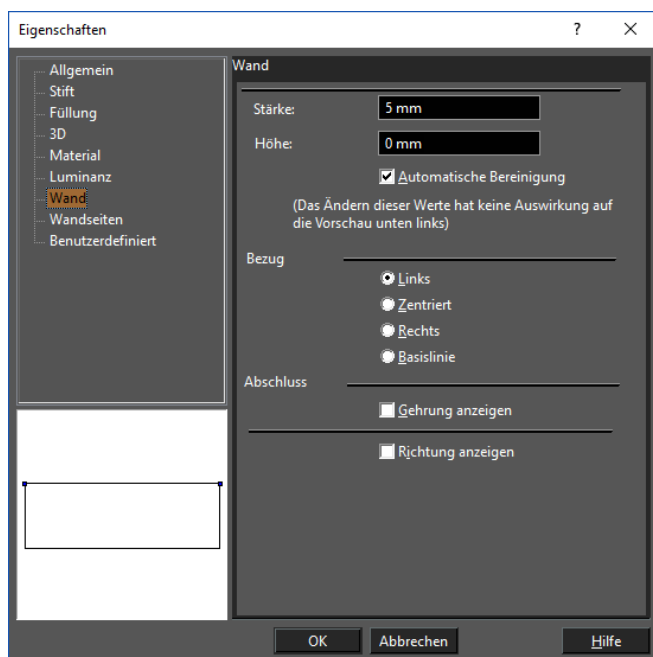 Eigenschaften
?
Allgemein
Stift
Füllung
3D
Material
Luminanz
Wand
Wandseiten
Benutzerdefiniert
Wand
Stärke: 5 mm
Höhe: 0 mm
Automatische Bereinigung
(Das Ändern dieser Werte hat keine Auswirkung auf
die Vorschau unten links)
Bezug
Links
Zentriert
Rechts
Basislinie
Abschluss
Gehrung anzeigen
Richtung anzeigen
OK Abbrechen Hilfe